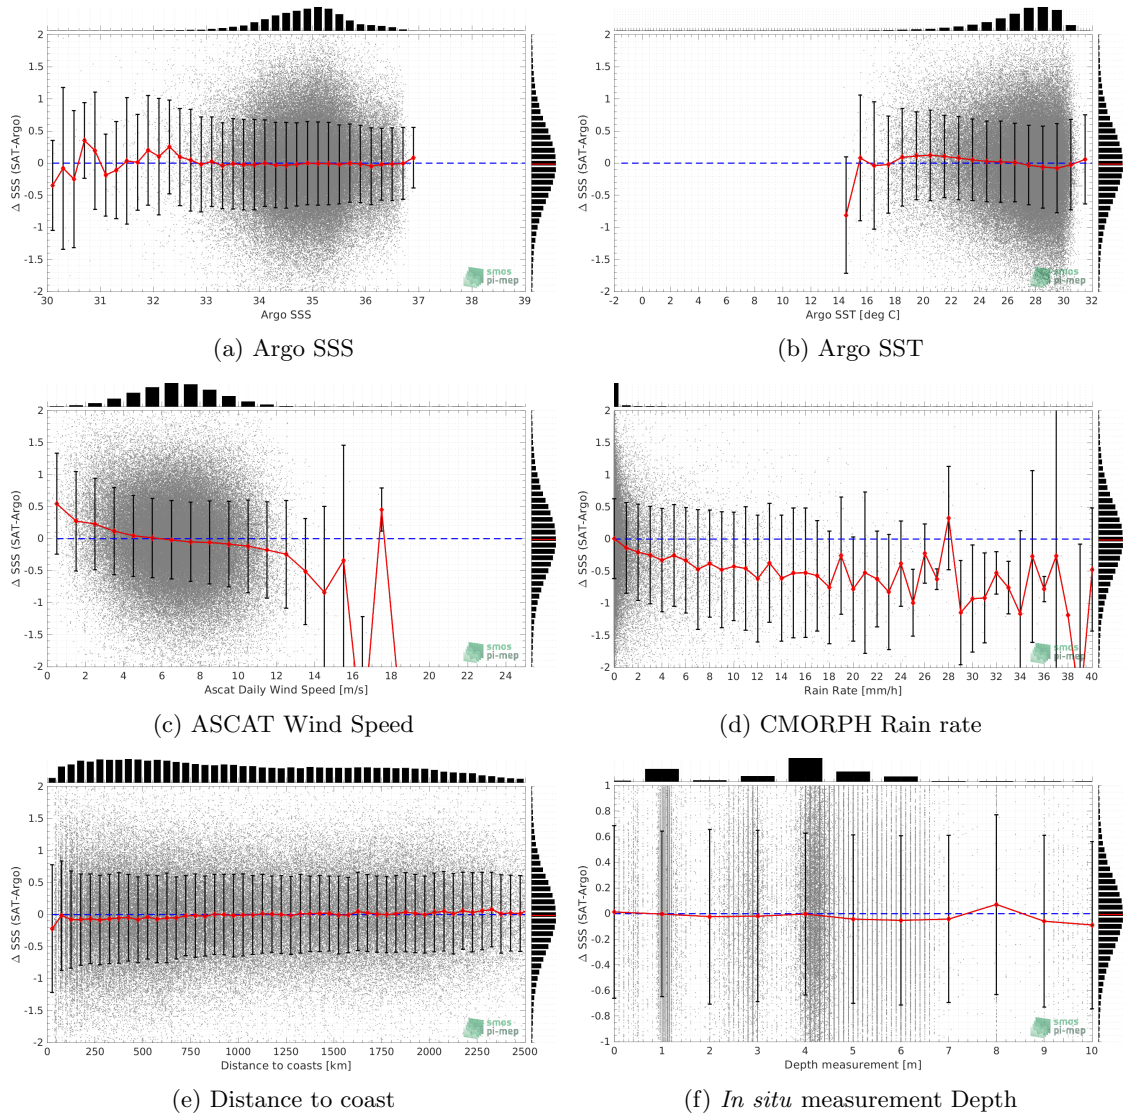 2
1.5
1
0.5
0
-0.5
-1
-1.5
-2
Δ SSS (SAT-Argo)
30 31 32 33 34 35 36 37 38 39
Argo SSS
smos
pi-mep
(a) Argo SSS
2
1.5
1
0.5
0
-0.5
-1
-1.5
-2
Δ SSS (SAT-Argo)
-2 0 2 4 6 8 10 12 14 16 18 20 22 24 26 28 30 32
Argo SST [deg C]
smos
pi-mep
(b) Argo SST
2
1.5
1
0.5
0
-0.5
-1
-1.5
-2
Δ SSS (SAT-Argo)
0 2 4 6 8 10 12 14 16 18 20 22 24
Ascat Daily Wind Speed [m/s]
smos
pi-mep
(c) ASCAT Wind Speed
2
1.5
1
0.5
0
-0.5
-1
-1.5
-2
Δ SSS (SAT-Argo)
0 2 4 6 8 10 12 14 16 18 20 22 24 26 28 30 32 34 36 38 40
Rain Rate [mm/h]
smos
pi-mep
(d) CMORPH Rain rate
2
1.5
1
0.5
0
-0.5
-1
-1.5
-2
Δ SSS (SAT-Argo)
0 250 500 750 1000 1250 1500 1750 2000 2250 2500
Distance to coasts [km]
smos
pi-mep
(e) Distance to coast
1
0.8
0.6
0.4
0.2
0
-0.2
-0.4
-0.6
-0.8
-1
Δ SSS (SAT-Argo)
0 1 2 3 4 5 6 7 8 9 10
Depth measurement [m]
smos
pi-mep
(f) In situ measurement Depth